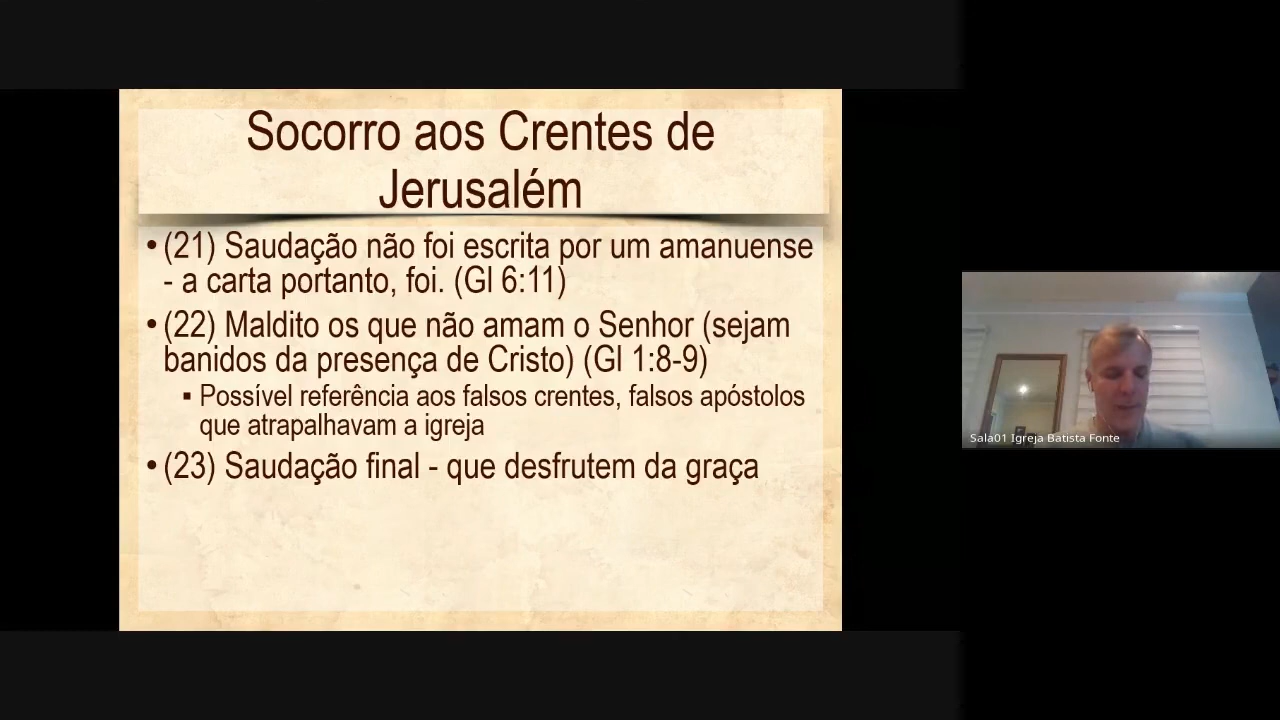 Socorro aos Crentes de
Jerusalém
• (21) Saudação não foi escrita por um amanuense
- a carta portanto, foi. (Gl 6:11)
• (22) Maldito os que não amam o Senhor (sejam
banidos da presença de Cristo) (Gl 1:8-9)
▪ Possível referência aos falsos crentes, falsos apóstolos
que atrapalhavam a igreja
• (23) Saudação final - que desfrutem da graça
Sala01 Igreja Batista Fonte